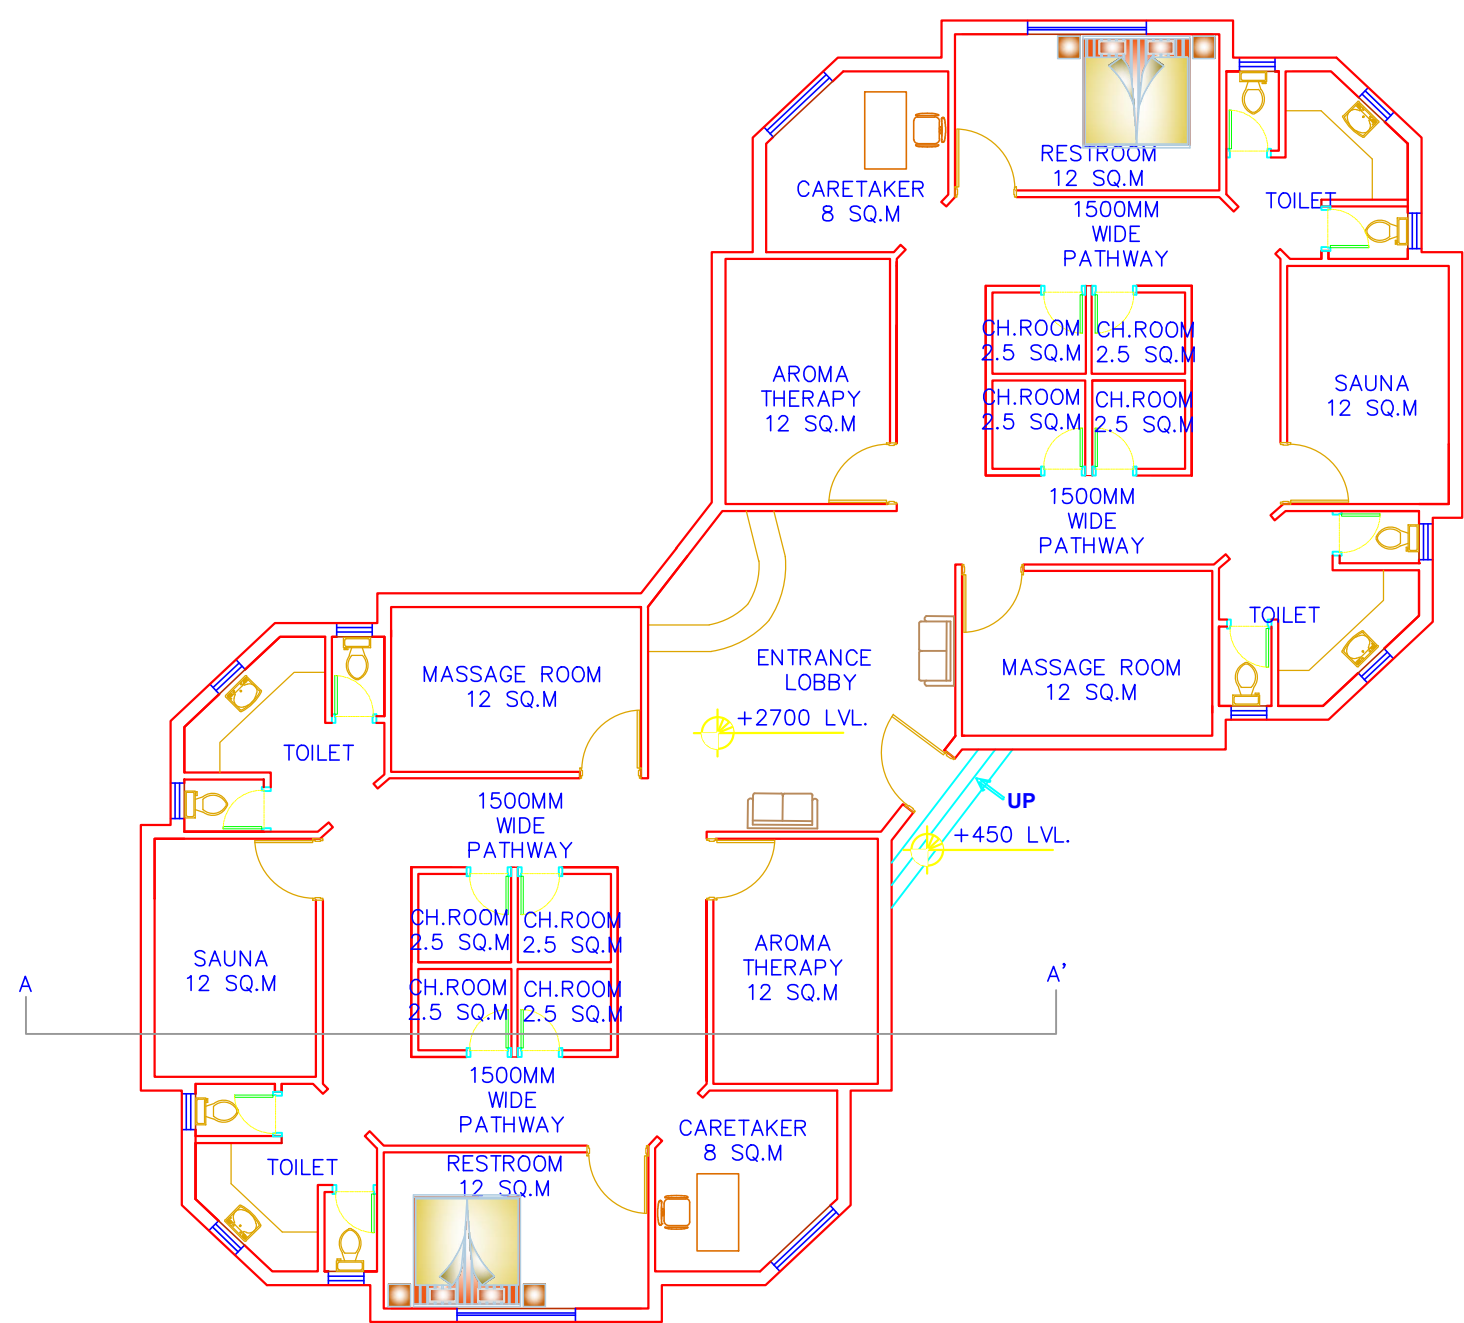 RESTROOM
12 SQ.M
CARETAKER
8 SQ.M
TOILET
1500MM
WIDE
PATHWAY
CH.ROOM
2.5 SQ.M
CH.ROOM
2.5 SQ.M
AROMA
THERAPY
12 SQ.M
SAUNA
12 SQ.M
CH.ROOM
2.5 SQ.M
CH.ROOM
2.5 SQ.M
1500MM
WIDE
PATHWAY
TOILET
MASSAGE ROOM
12 SQ.M
ENTRANCE
LOBBY
MASSAGE ROOM
12 SQ.M
+2700 LVL.
TOILET
UP
+450 LVL.
1500MM
WIDE
PATHWAY
CH.ROOM
2.5 SQ.M
CH.ROOM
2.5 SQ.M
SAUNA
12 SQ.M
AROMA
THERAPY
12 SQ.M
A
A'
CH.ROOM
2.5 SQ.M
CH.ROOM
2.5 SQ.M
1500MM
WIDE
PATHWAY
CARETAKER
8 SQ.M
TOILET
RESTROOM
12 SQ.M